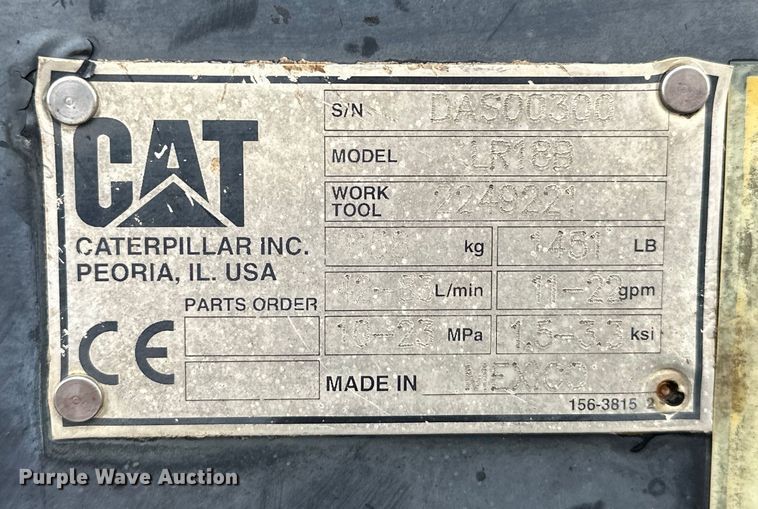 CAT
CATERPILLAR INC.
PEORIA, IL. USA
S/N DAS00300
MODEL LR18B
WORK TOOL 2249221
kg 1451 LB
L/min 11-22 gpm
PARTS ORDER
10-23 MPa 1.5-3.3 ksi
CE
MADE IN MEXICO
156-3815 2
Purple Wave Auction